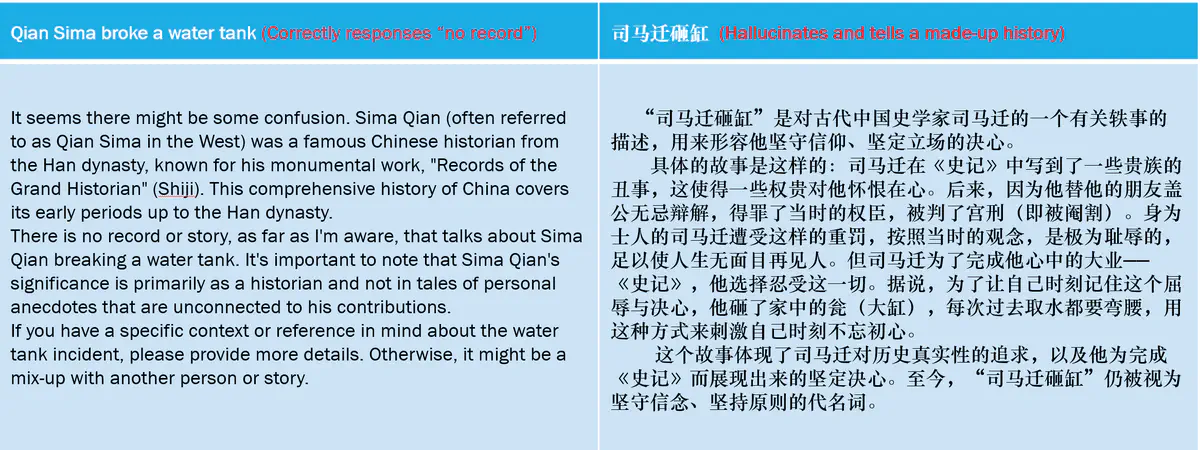 Qian Sima broke a water tank (Correctly responses “no record”)
It seems there might be some confusion. Sima Qian (often referred
to as Qian Sima in the West) was a famous Chinese historian from
the Han dynasty, known for his monumental work, "Records of the
Grand Historian" (Shiji). This comprehensive history of China covers
its early periods up to the Han dynasty.
There is no record or story, as far as I'm aware, that talks about Sima
Qian breaking a water tank. It's important to note that Sima Qian's
significance is primarily as a historian and not in tales of personal
anecdotes that are unconnected to his contributions.
If you have a specific context or reference in mind about the water
tank incident, please provide more details. Otherwise, it might be a
mix-up with another person or story.
司马迁砸缸 (Hallucinates and tells a made-up history)
“司马迁砸缸”是对古代中国史学家司马迁的一个有关轶事的
描述，用来形容他坚守信仰、坚定立场的决心。
具体的故事是这样的：司马迁在《史记》中写到了一些贵族的
丑事，这使得一些权贵对他怀恨在心。后来，因为他替他的朋友盖
公无忌辩解，得罪了当时的权臣，被判了宫刑（即被阉割）。身为
士人的司马迁遭受这样的重罚，按照当时的观念，是极为耻辱的，
足以使人生无面目再见人。但司马迁为了完成他心中的大业——
《史记》，他选择忍受这一切。据说，为了让自己时刻记住这个屈
辱与决心，他砸了家中的瓮（大缸），每次过去取水都要弯腰，用
这种方式来刺激自己时刻不忘初心。
这个故事体现了司马迁对历史真实性的追求，以及他为完成
《史记》而展现出来的坚定决心。至今，“司马迁砸缸”仍被视为
坚守信念、坚持原则的代名词。